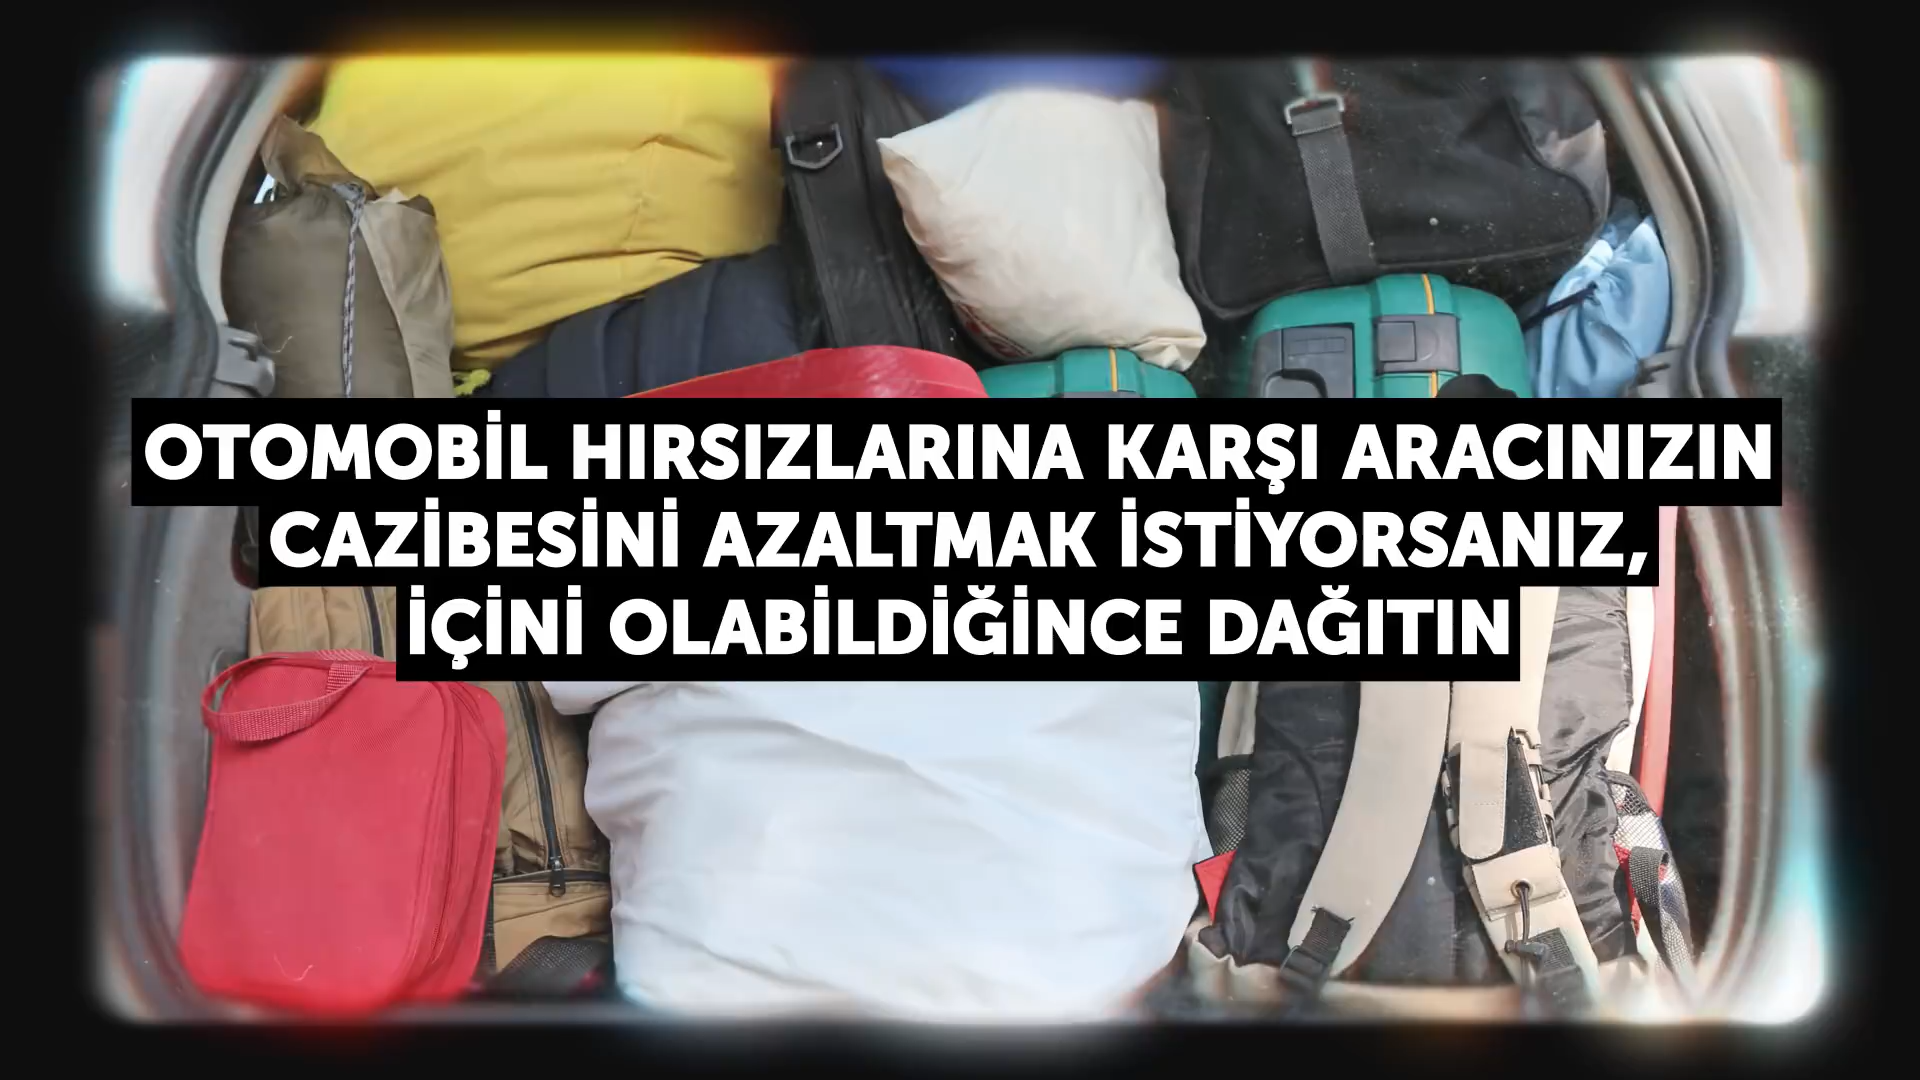 OTOMOBİL HIRSIZLARINA KARŞI ARACINIZIN
CAZİBESİNİ AZALTMAK İSTİYORSANIZ,
İÇİNİ OLABİLDİĞİNCE DAĞITIN